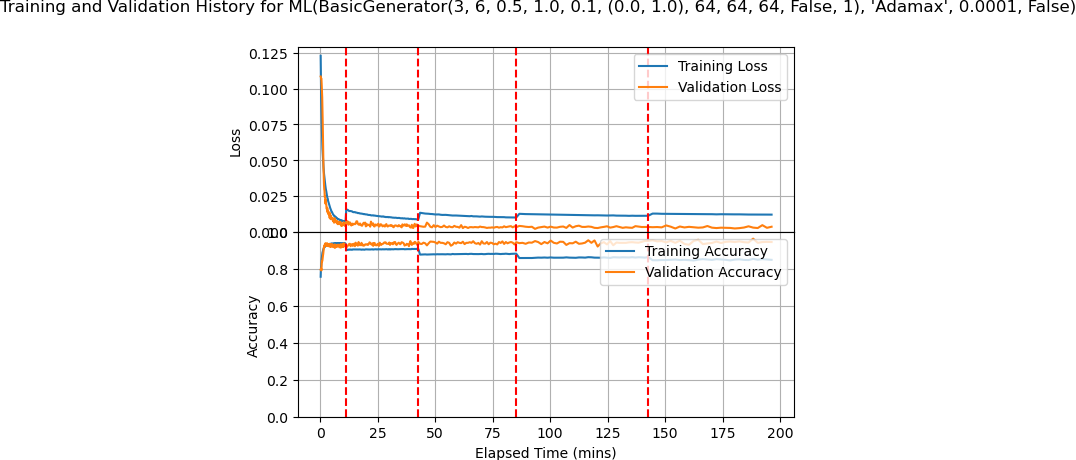 Training and Validation History for ML(BasicGenerator(3, 6, 0.5, 1.0, 0.1, (0.0, 1.0), 64, 64, 64, False, 1), 'Adamax', 0.0001, False)
0.125
0.100
0.075
0.050
0.025
0.000
Loss
Training Loss
Validation Loss
1.0
0.8
0.6
0.4
0.2
0.0
Accuracy
Training Accuracy
Validation Accuracy
0 25 50 75 100 125 150 175 200
Elapsed Time (mins)